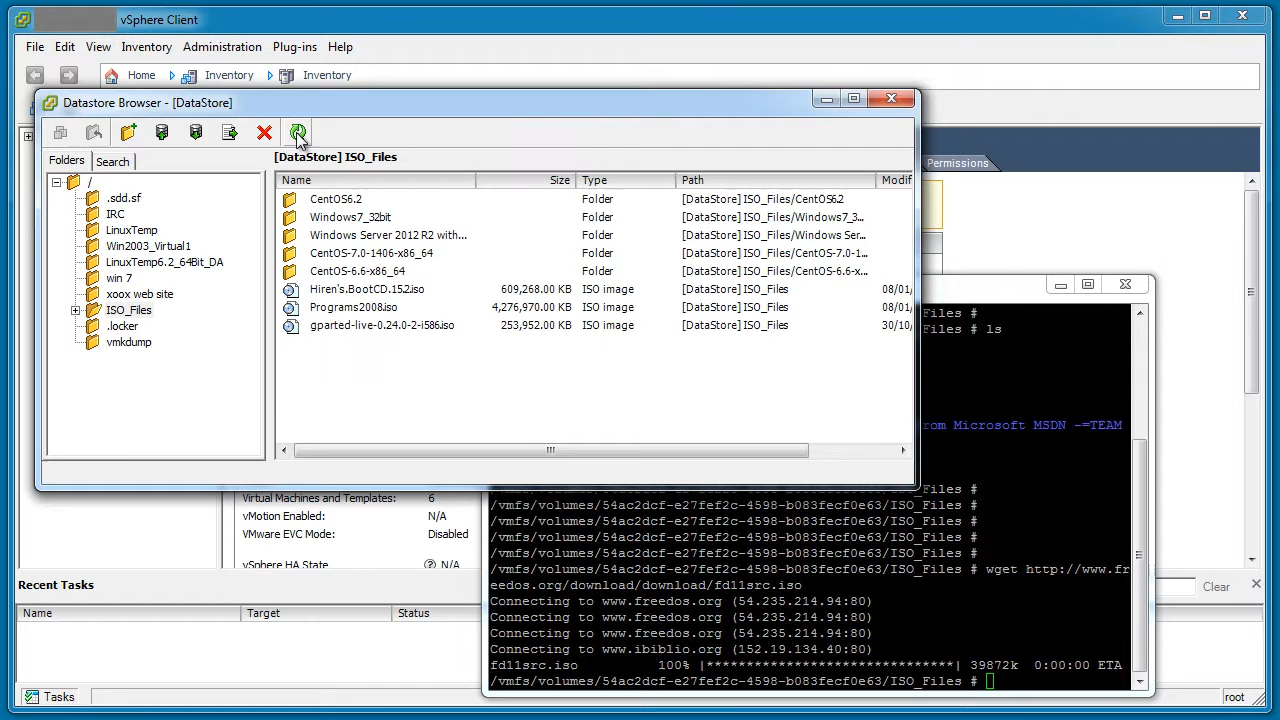 vSphere Client
File Edit View Inventory Administration Plug-ins Help
Home Inventory Inventory
Datastore Browser - [DataStore]
Folders Search
[DataStore] ISO_Files
Permissions
/
.sdd.sf
IRC
LinuxTemp
Win2003_Virtual1
LinuxTemp6.2_64Bit_DA
win 7
xoox web site
ISO_Files
.locker
vmkdump
Name Size Type Path Modif
CentOS6.2 Folder [DataStore] ISO_Files/CentOS6.2
Windows7_32bit Folder [DataStore] ISO_Files/Windows7_3...
Windows Server 2012 R2 with... Folder [DataStore] ISO_Files/Windows Ser...
CentOS-7.0-1406-x86_64 Folder [DataStore] ISO_Files/CentOS-7.0-1...
CentOS-6.6-x86_64 Folder [DataStore] ISO_Files/CentOS-6.6-x...
Hiren's.BootCD.15.2.iso 609,268.00 KB ISO image [DataStore] ISO_Files 08/01/
Programs2008.iso 4,276,970.00 KB ISO image [DataStore] ISO_Files 08/01/
gparted-live-0.24.0-2-i586.iso 253,952.00 KB ISO image [DataStore] ISO_Files 30/10/
Files #
Files # ls
rom Microsoft MSDN -=TEAM
Virtual Machines and Templates: 6
vMotion Enabled: N/A
VMware EVC Mode: Disabled
vSphere HA State N/A
/vmfs/volumes/54ac2dcf-e27fef2c-4598-b083fecf0e63/ISO_Files #
/vmfs/volumes/54ac2dcf-e27fef2c-4598-b083fecf0e63/ISO_Files #
/vmfs/volumes/54ac2dcf-e27fef2c-4598-b083fecf0e63/ISO_Files #
/vmfs/volumes/54ac2dcf-e27fef2c-4598-b083fecf0e63/ISO_Files #
/vmfs/volumes/54ac2dcf-e27fef2c-4598-b083fecf0e63/ISO_Files #
/vmfs/volumes/54ac2dcf-e27fef2c-4598-b083fecf0e63/ISO_Files # wget http://www.fr
eedos.org/download/download/fd11src.iso
Connecting to www.freedos.org (54.235.214.94:80)
Connecting to www.freedos.org (54.235.214.94:80)
Connecting to www.freedos.org (54.235.214.94:80)
Connecting to www.ibiblio.org (152.19.134.40:80)
fd11src.iso 100% |*******************************| 39872k 0:00:00 ETA
/vmfs/volumes/54ac2dcf-e27fef2c-4598-b083fecf0e63/ISO_Files #
Recent Tasks
Name Target Status
Clear
Tasks
root